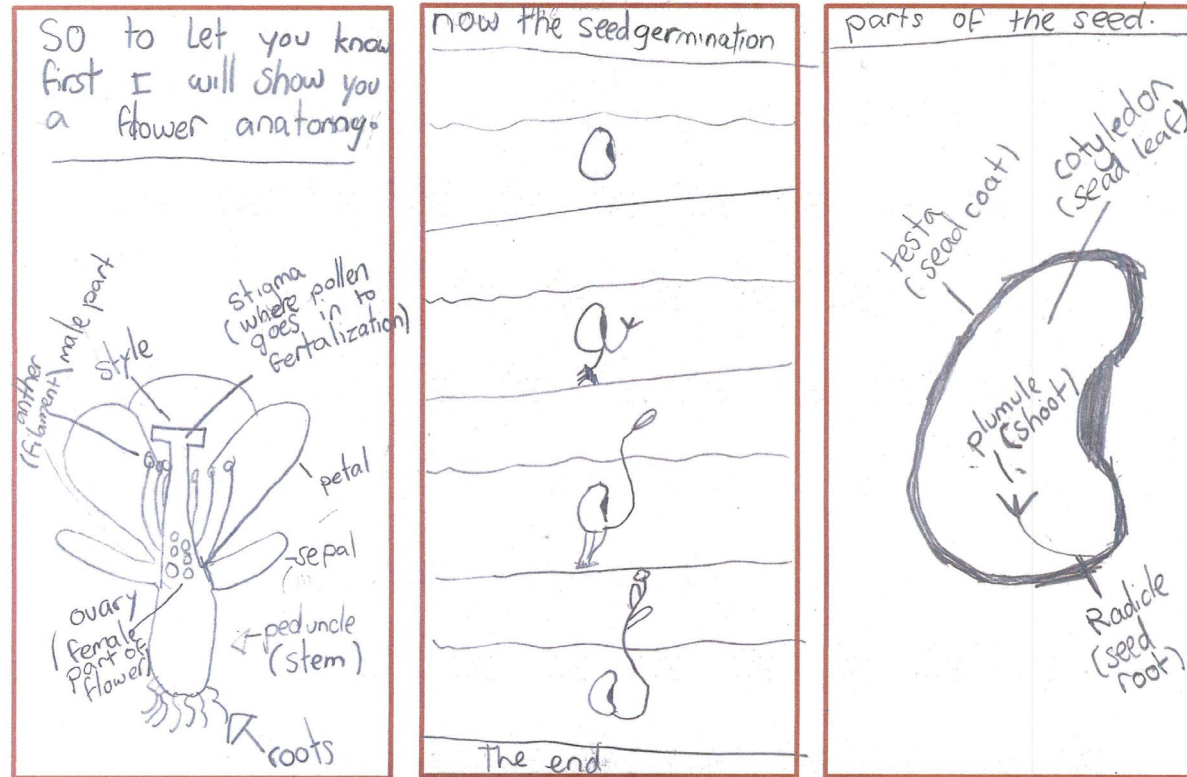 So to let you know
first I will show you
a flower anatomy.
stigma
(where pollen
goes in to
fertalization)
style
anther
(filiment) male part
petal
sepal
ouary
(female
part of
flower)
peduncle
(stem)
roots
now the seed germination
The end
parts of the seed.
testa
(sead coat)
cotyledon
(sead leaf)
plumule
(shoot)
Radicle
(seed
root)